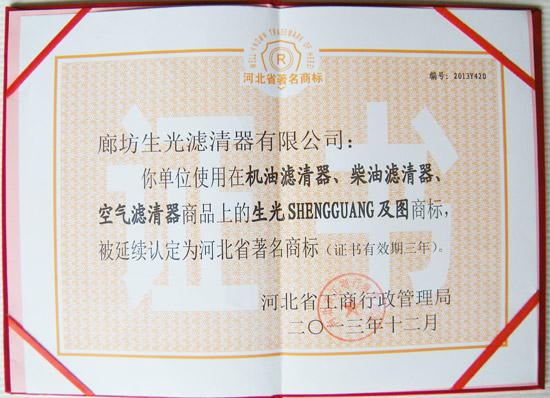 WELL-KNOWN TRADEMARK OF HEBEI
R
河北省著名商标
编号：2013Y420
证书
廊坊生光滤清器有限公司：
你单位使用在机油滤清器、柴油滤清器、
空气滤清器商品上的生光SHENGGUANG及图商标，
被延续认定为河北省著名商标（证书有效期三年）。
河北省工商行政管理局
二〇一三年十二月